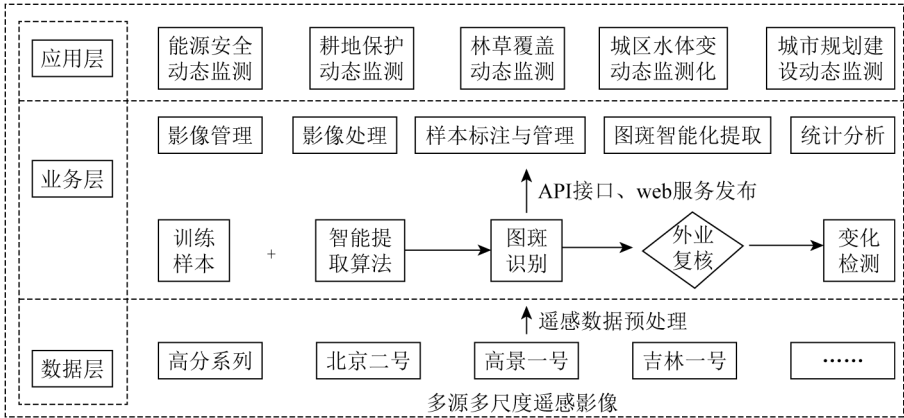 应用层
能源安全
动态监测
耕地保护
动态监测
林草覆盖
动态监测
城区水体变
动态监测化
城市规划建
设动态监测
业务层
影像管理
影像处理
样本标注与管理
图斑智能化提取
统计分析
API接口、web服务发布
训练
样本
+
智能提
取算法
图斑
识别
外业
复核
变化
检测
遥感数据预处理
数据层
高分系列
北京二号
高景一号
吉林一号
……
多源多尺度遥感影像